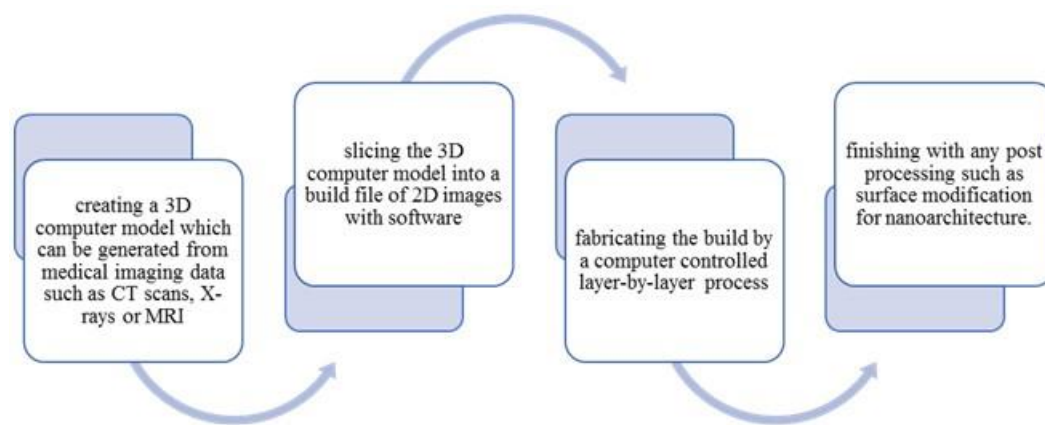 creating a 3D
computer model which
can be generated from
medical imaging data
such as CT scans, X-
rays or MRI
slicing the 3D
computer model into a
build file of 2D images
with software
fabricating the build by
a computer controlled
layer-by-layer process
finishing with any post
processing such as
surface modification
for nanoarchitecture.